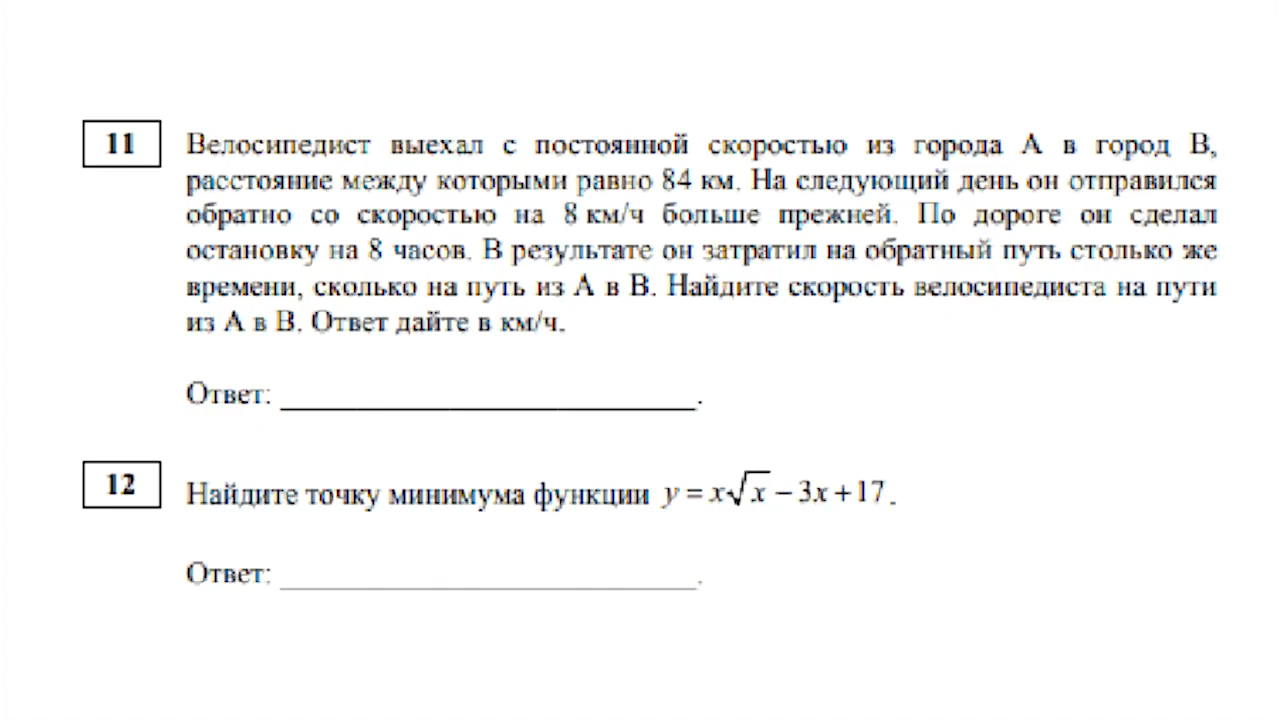 11 Велосипедист выехал с постоянной скоростью из города А в город В,
расстояние между которыми равно 84 км. На следующий день он отправился
обратно со скоростью на 8 км/ч больше прежней. По дороге он сделал
остановку на 8 часов. В результате он затратил на обратный путь столько же
времени, сколько на путь из А в В. Найдите скорость велосипедиста на пути
из А в В. Ответ дайте в км/ч.
Ответ: ____________________.
12 Найдите точку минимума функции y = x√x − 3x + 17.
Ответ: ____________________.